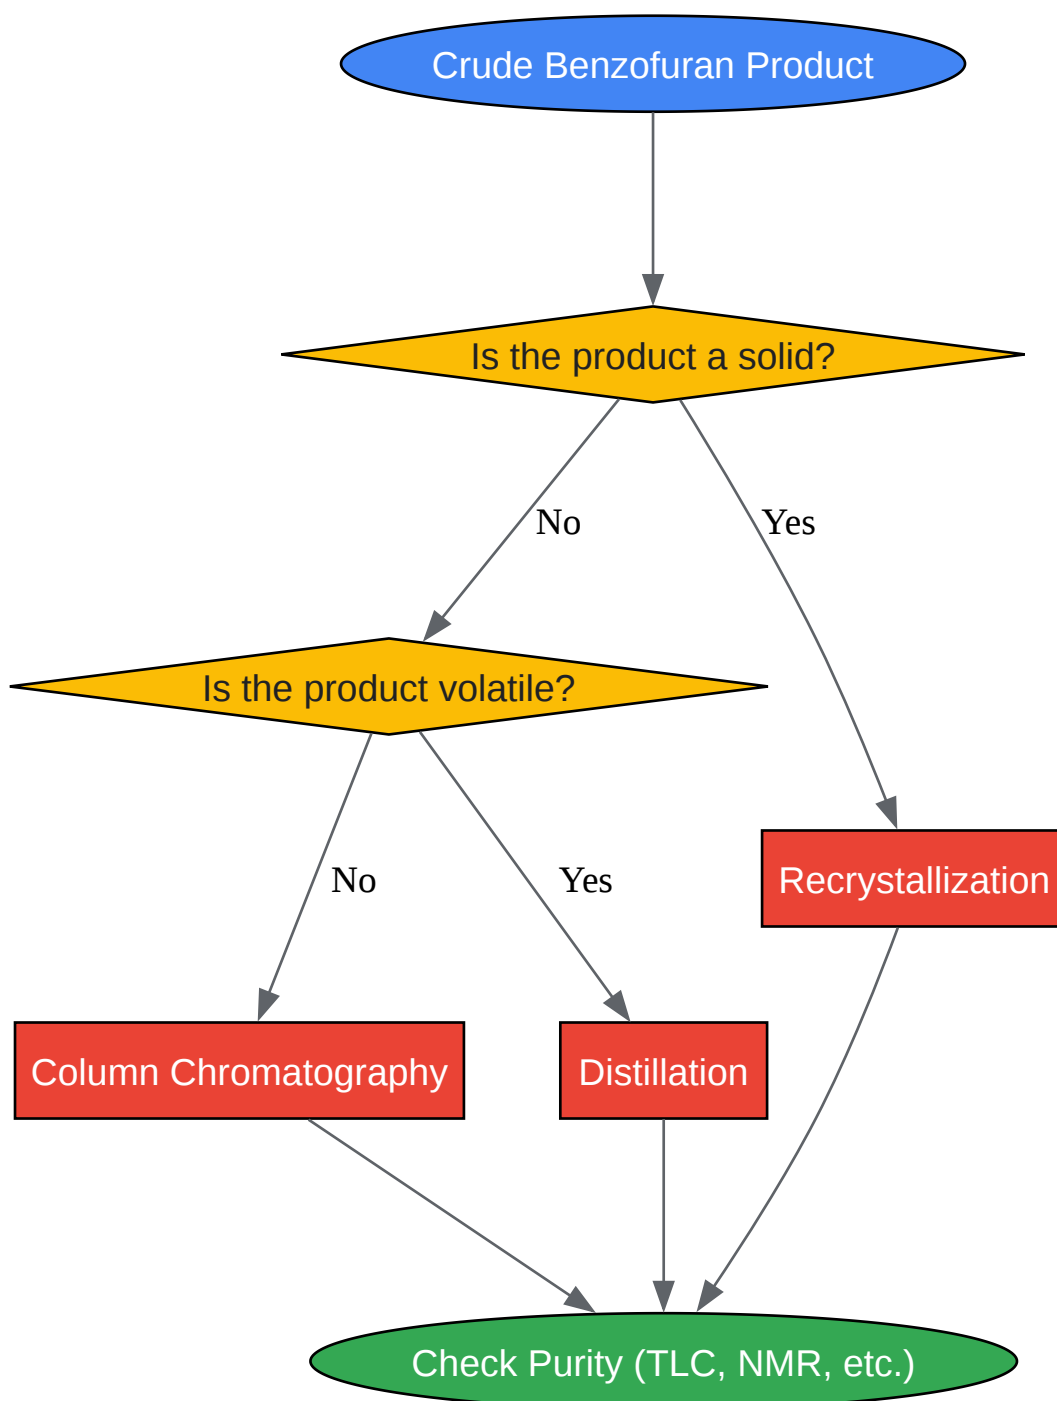 Crude Benzofuran Product
Is the product a solid?
No
Yes
Is the product volatile?
No
Yes
Recrystallization
Column Chromatography
Distillation
Check Purity (TLC, NMR, etc.)